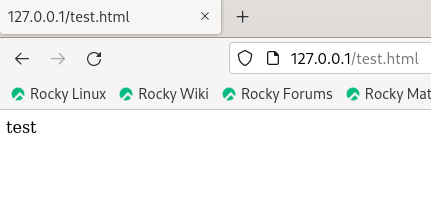 127.0.0.1/test.html
127.0.0.1/test.html
Rocky Linux Rocky Wiki Rocky Forums Rocky Mat
test